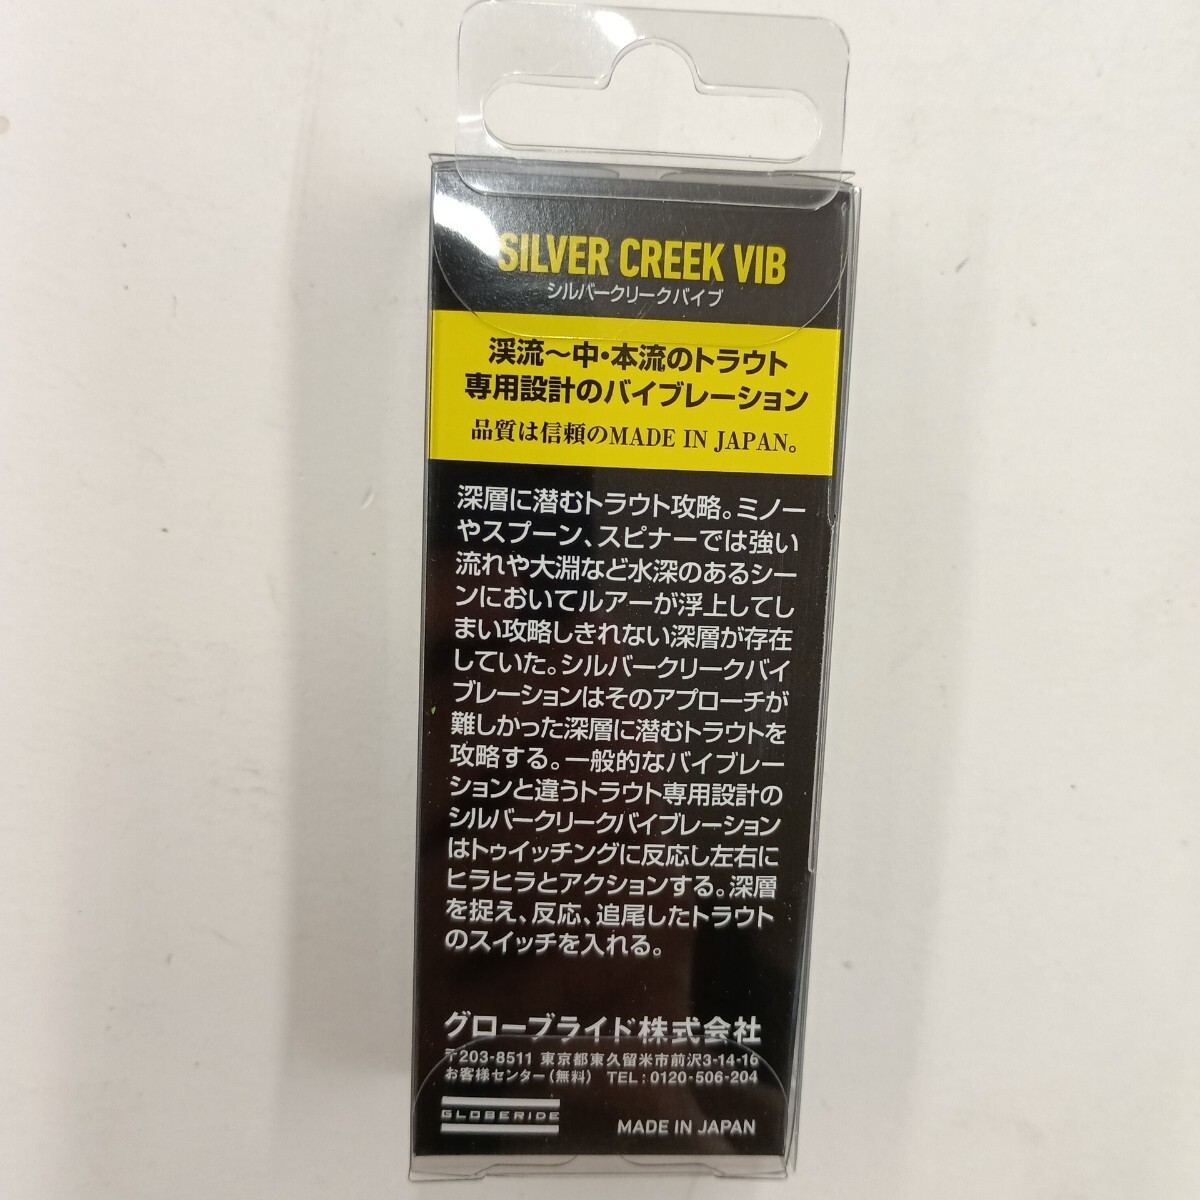 SILVER CREEK VIB
シルバークリークバイブ
渓流〜中・本流のトラウト
専用設計のバイブレーション
品質は信頼のMADE IN JAPAN。
深層に潜むトラウト攻略。ミノー
やスプーン、スピナーでは強い
流れや大淵など水深のあるシー
ンにおいてルアーが浮上してし
まい攻略しきれない深層が存在
していた。シルバークリークバイ
ブレーションはそのアプローチが
難しかった深層に潜むトラウトを
攻略する。一般的なバイブレー
ションと違うトラウト専用設計の
シルバークリークバイブレーション
はトゥイッチングに反応し左右に
ヒラヒラとアクションする。深層
を捉え、反応、追尾したトラウト
のスイッチを入れる。
グローブライド株式会社
〒203-8511 東京都東久留米市前沢3-14-16
お客様センター(無料) TEL:0120-506-204
GLOBERIDE
MADE IN JAPAN